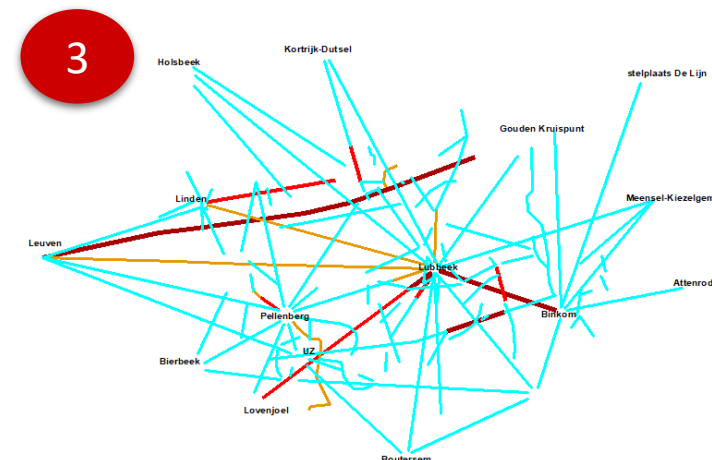 3
Kortrijk-Dutsel
Holsbeek
stelplaats De Lijn
Gouden Kruispunt
Linden
Meensel-Kiezelgem
Leuven
Lubbeek
Attenrod
Pellenberg
Binkom
UZ
Bierbeek
Lovenjoel
Boutersem